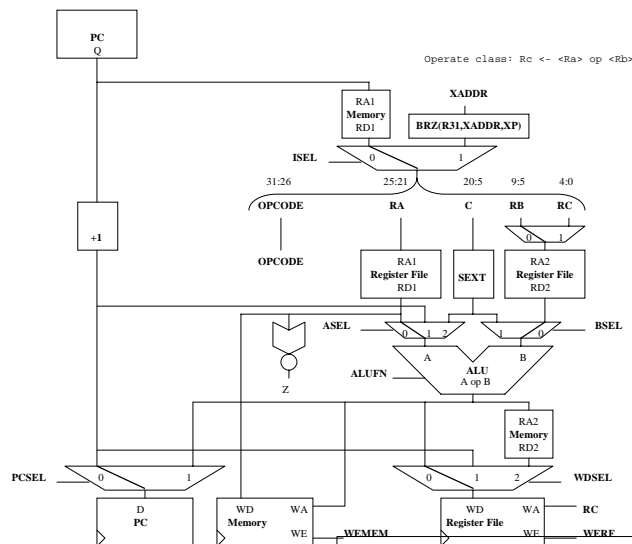 PC
Q
Operate class: Rc <- <Ra> op <Rb>
XADDR
RA1
Memory
RD1
BRZ(R31,XADDR,XP)
ISEL
0
1
31:26
25:21
20:5
9:5
4:0
OPCODE
RA
C
RB
RC
+1
0
1
OPCODE
RA1
Register File
RD1
SEXT
RA2
Register File
RD2
ASEL
0
1
2
1
0
BSEL
Z
A
B
ALU
A op B
ALUFN
RA2
Memory
RD2
PCSEL
0
1
0
1
2
WDSEL
D
PC
WD
WA
Memory
WE
WEMEM
WD
WA
Register File
WE
RC
WERF